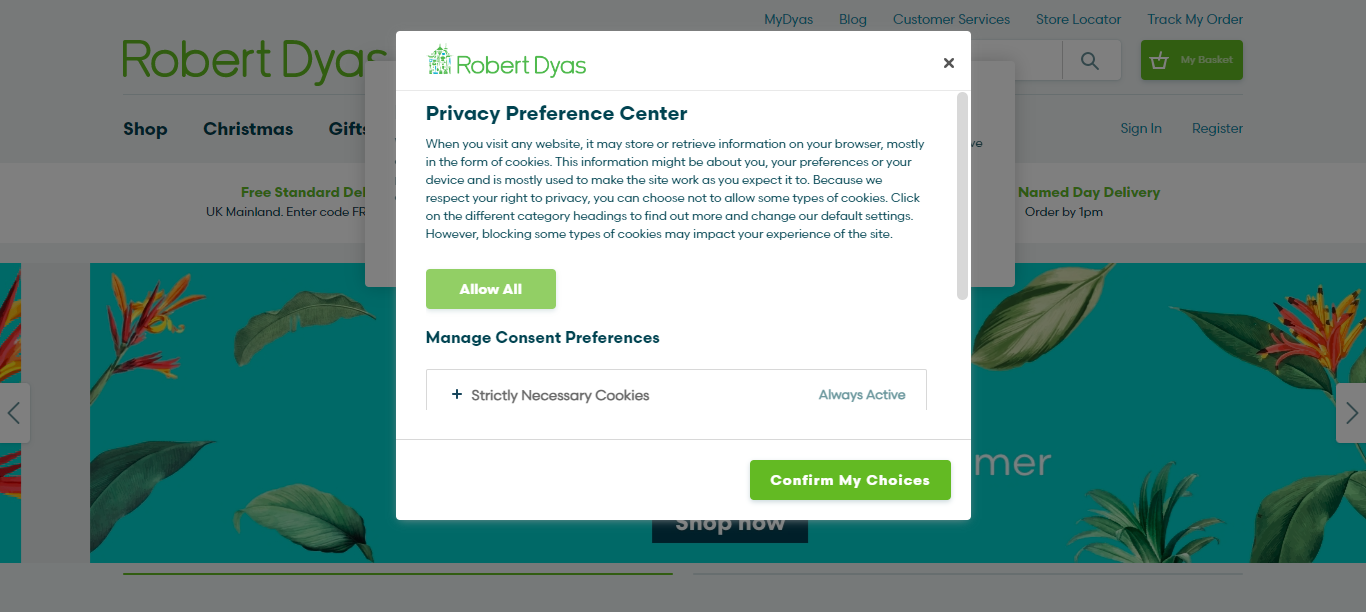 MyDyas Blog Customer Services Store Locator Track My Order
Robert Dyas
My Basket
Robert Dyas
Shop Christmas Gifts
Sign In Register
Privacy Preference Center
When you visit any website, it may store or retrieve information on your browser, mostly
in the form of cookies. This information might be about you, your preferences or your
device and is mostly used to make the site work as you expect it to. Because we
respect your right to privacy, you can choose not to allow some types of cookies. Click
on the different category headings to find out more and change our default settings.
However, blocking some types of cookies may impact your experience of the site.
Free Standard Del
UK Mainland. Enter code FR
Named Day Delivery
Order by 1pm
Allow All
Manage Consent Preferences
+ Strictly Necessary Cookies Always Active
mer
Confirm My Choices
Shop now